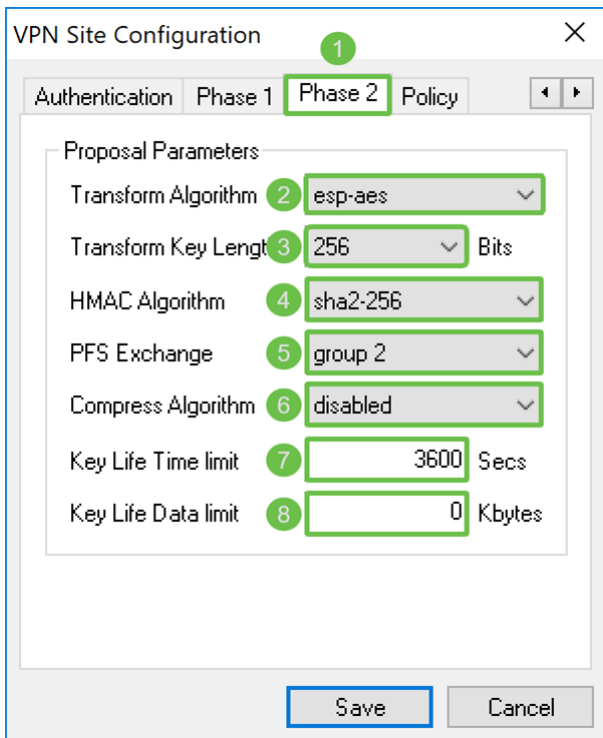 VPN Site Configuration
1
Authentication Phase 1 Phase 2 Policy
Proposal Parameters
Transform Algorithm 2 esp-aes
Transform Key Lengt 3 256 Bits
HMAC Algorithm 4 sha2-256
PFS Exchange 5 group 2
Compress Algorithm 6 disabled
Key Life Time limit 7 3600 Secs
Key Life Data limit 8 0 Kbytes
Save Cancel